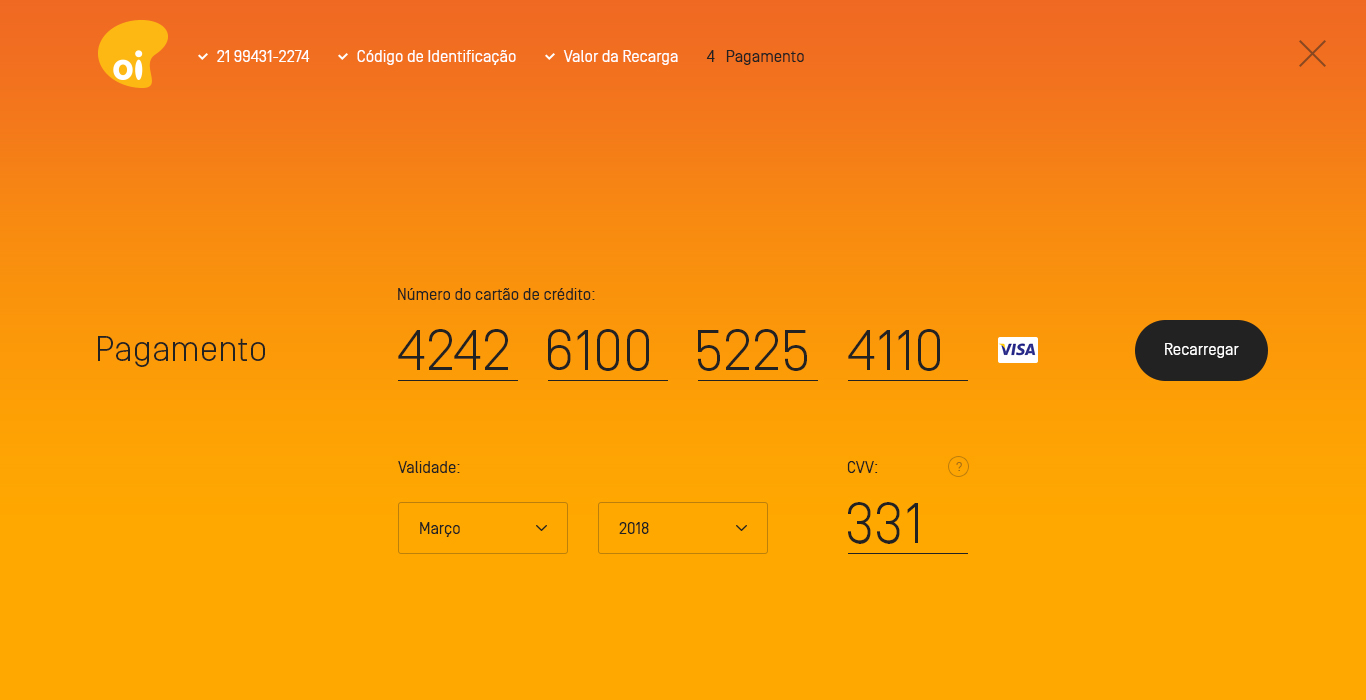 oi
21 99431-2274 Código de Identificação Valor da Recarga 4 Pagamento
Número do cartão de crédito:
Pagamento 4242 6100 5225 4110 VISA Recarregar
Validade: CVV: ?
Março 2018 331